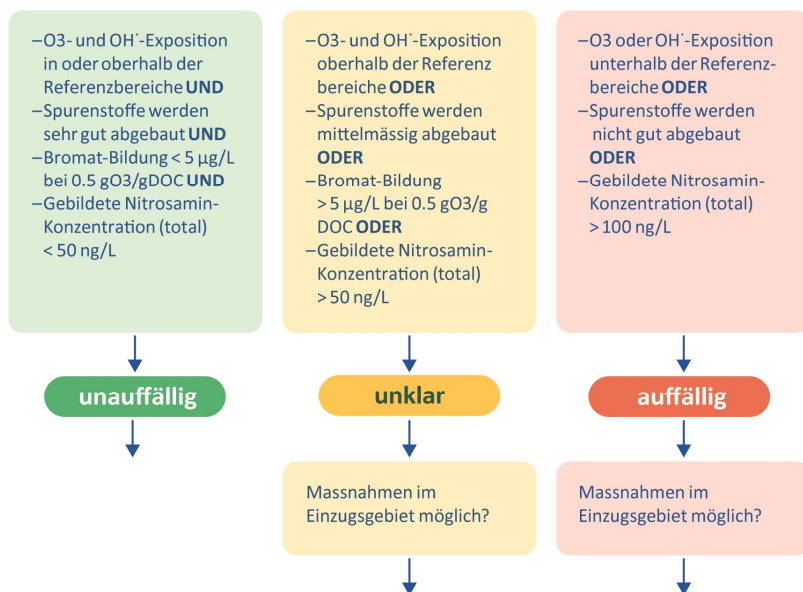 –O3- und OH˙-Exposition
in oder oberhalb der
Referenzbereiche UND
–Spurenstoffe werden
sehr gut abgebaut UND
–Bromat-Bildung < 5 µg/L
bei 0.5 gO3/gDOC UND
–Gebildete Nitrosamin-
Konzentration (total)
< 50 ng/L
unauffällig
–O3- und OH˙-Exposition
oberhalb der Referenz
bereiche ODER
–Spurenstoffe werden
mittelmässig abgebaut
ODER
–Bromat-Bildung
> 5 µg/L bei 0.5 gO3/g
DOC ODER
–Gebildete Nitrosamin-
Konzentration (total)
> 50 ng/L
unklar
Massnahmen im
Einzugsgebiet möglich?
–O3 oder OH˙-Exposition
unterhalb der Referenz-
bereiche ODER
–Spurenstoffe werden
nicht gut abgebaut
ODER
–Gebildete Nitrosamin-
Konzentration (total)
> 100 ng/L
auffällig
Massnahmen im
Einzugsgebiet möglich?